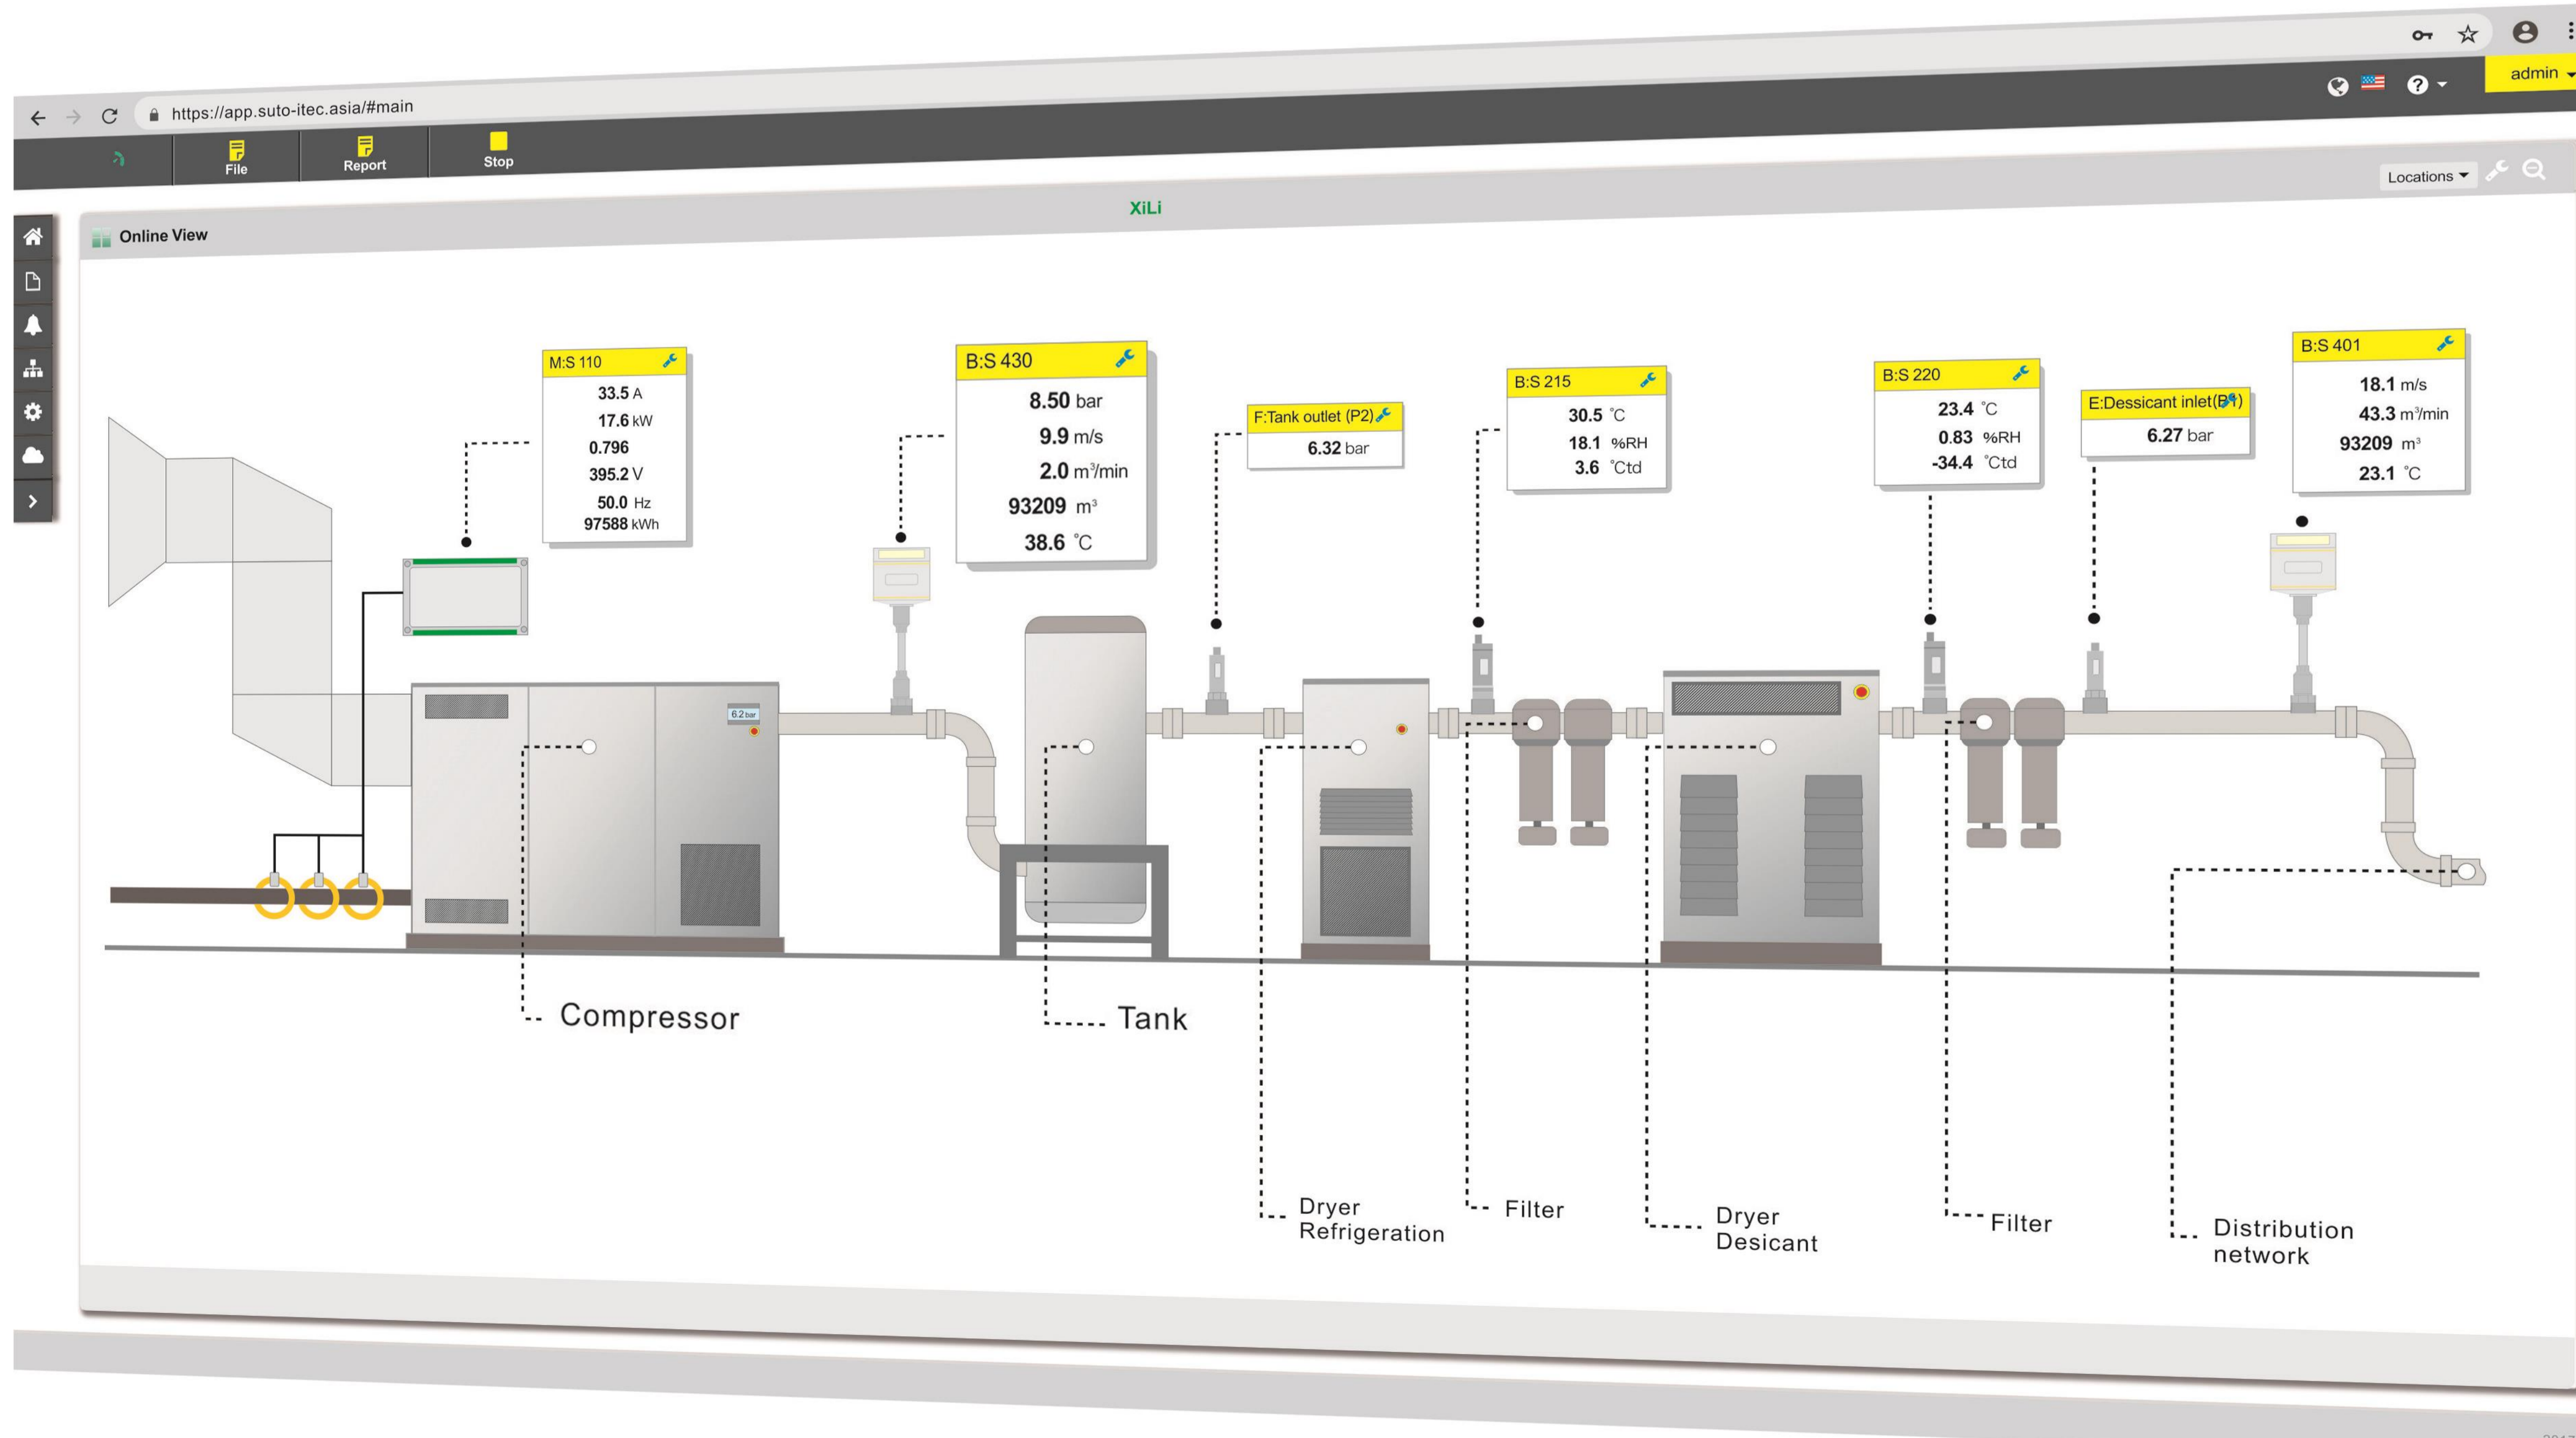 https://app.suto-itec.asia/#main
admin
File
Report
Stop
Locations
Online View
XiLi
M:S 110
33.5 A
17.6 kW
0.796
395.2 V
50.0 Hz
97588 kWh
B:S 430
8.50 bar
9.9 m/s
2.0 m³/min
93209 m³
38.6 °C
F:Tank outlet (P2)
6.32 bar
B:S 215
30.5 °C
18.1 %RH
3.6 °Ctd
B:S 220
23.4 °C
0.83 %RH
-34.4 °Ctd
E:Dessicant inlet
6.27 bar
B:S 401
18.1 m/s
43.3 m³/min
93209 m³
23.1 °C
6.2 bar
Compressor
Tank
Dryer
Refrigeration
Filter
Dryer
Desicant
Filter
Distribution
network